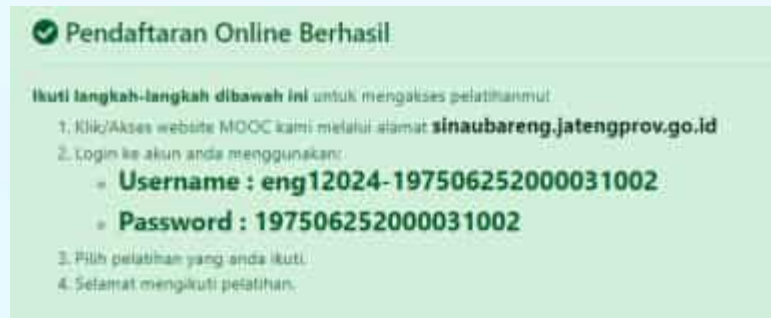 Pendaftaran Online Berhasil
Ikuti langkah-langkah dibawah ini untuk mengakses pelatihanmu!
1. Klik/Akses website MOOC kami melalui alamat sinaubareng.jatengprov.go.id
2. Login ke akun anda menggunakan:
Username : eng12024-197506252000031002
Password : 197506252000031002
3. Pilih pelatihan yang anda ikuti.
4. Selamat mengikuti pelatihan.